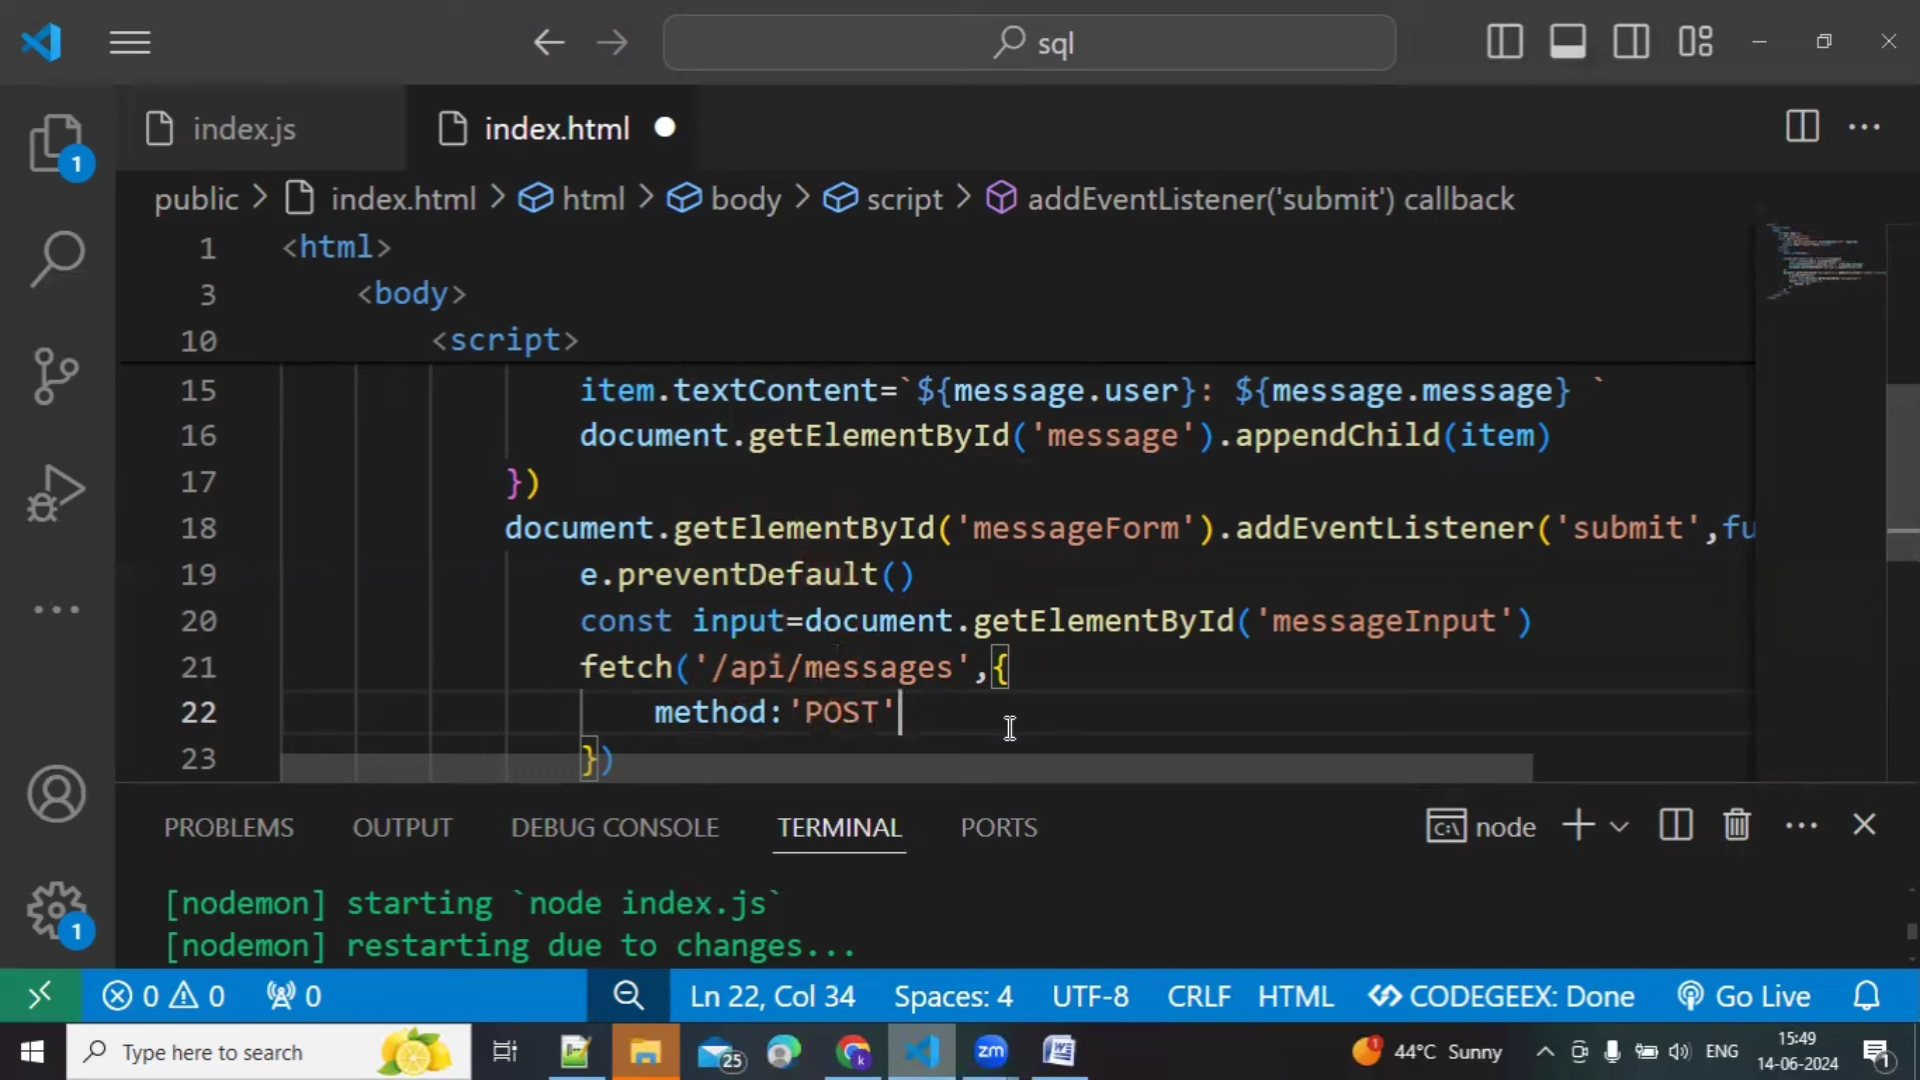 sql
index.js
index.html
public > index.html > html > body > script > addEventListener('submit') callback
1 <html>
3 <body>
10 <script>
15 item.textContent=`${message.user}: ${message.message} `
16 document.getElementById('message').appendChild(item)
17 })
18 document.getElementById('messageForm').addEventListener('submit',fu
19 e.preventDefault()
20 const input=document.getElementById('messageInput')
21 fetch('/api/messages',{
22 method:'POST'
23 })
1
PROBLEMS OUTPUT DEBUG CONSOLE TERMINAL PORTS node
[nodemon] starting `node index.js`
[nodemon] restarting due to changes...
1
0 0 0 Ln 22, Col 34 Spaces: 4 UTF-8 CRLF HTML CODEGEEX: Done Go Live
Type here to search 25 zm 44°C Sunny ENG 15:49
14-06-2024 1